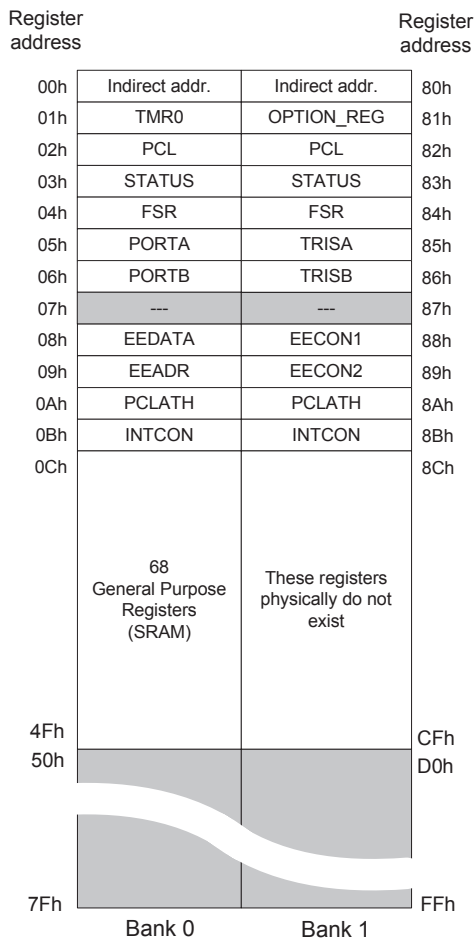 Register address
Register address
00h Indirect addr. Indirect addr. 80h
01h TMR0 OPTION_REG 81h
02h PCL PCL 82h
03h STATUS STATUS 83h
04h FSR FSR 84h
05h PORTA TRISA 85h
06h PORTB TRISB 86h
07h --- --- 87h
08h EEDATA EECON1 88h
09h EEADR EECON2 89h
0Ah PCLATH PCLATH 8Ah
0Bh INTCON INTCON 8Bh
0Ch 8Ch
68
General Purpose
Registers
(SRAM)
These registers
physically do not
exist
4Fh CFh
50h D0h
7Fh FFh
Bank 0 Bank 1